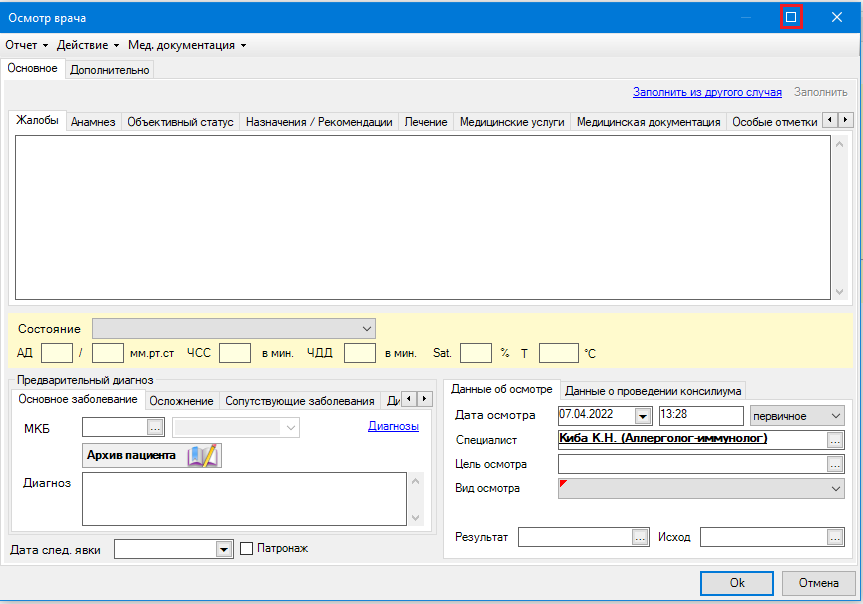 Осмотр врача
Отчет Действие Мед. документация
Основное Дополнительно
Заполнить из другого случая Заполнить
Жалобы Анамнез Объективный статус Назначения / Рекомендации Лечение Медицинские услуги Медицинская документация Особые отметки
Состояние
АД / мм.рт.ст ЧСС в мин. ЧДД в мин. Sat. % T °C
Предварительный диагноз
Основное заболевание Осложнение Сопутствующие заболевания Ди
МКБ ... Диагнозы
Архив пациента
Диагноз
Дата след. явки Патронаж
Данные об осмотре Данные о проведении консилиума
Дата осмотра 07.04.2022 13:28 первичное
Специалист Киба К.Н. (Аллерголог-иммунолог) ...
Цель осмотра ...
Вид осмотра
Результат ... Исход ...
Ok Отмена